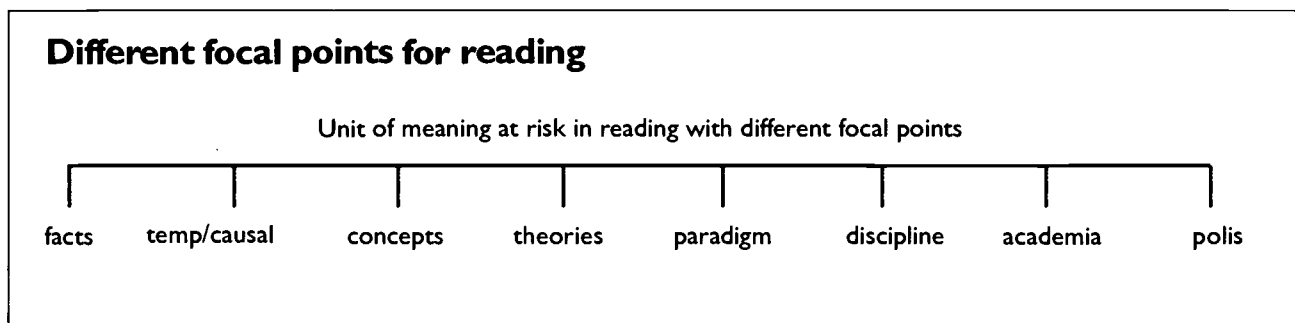 Different focal points for reading
Unit of meaning at risk in reading with different focal points
facts temp/causal concepts theories paradigm discipline academia polis